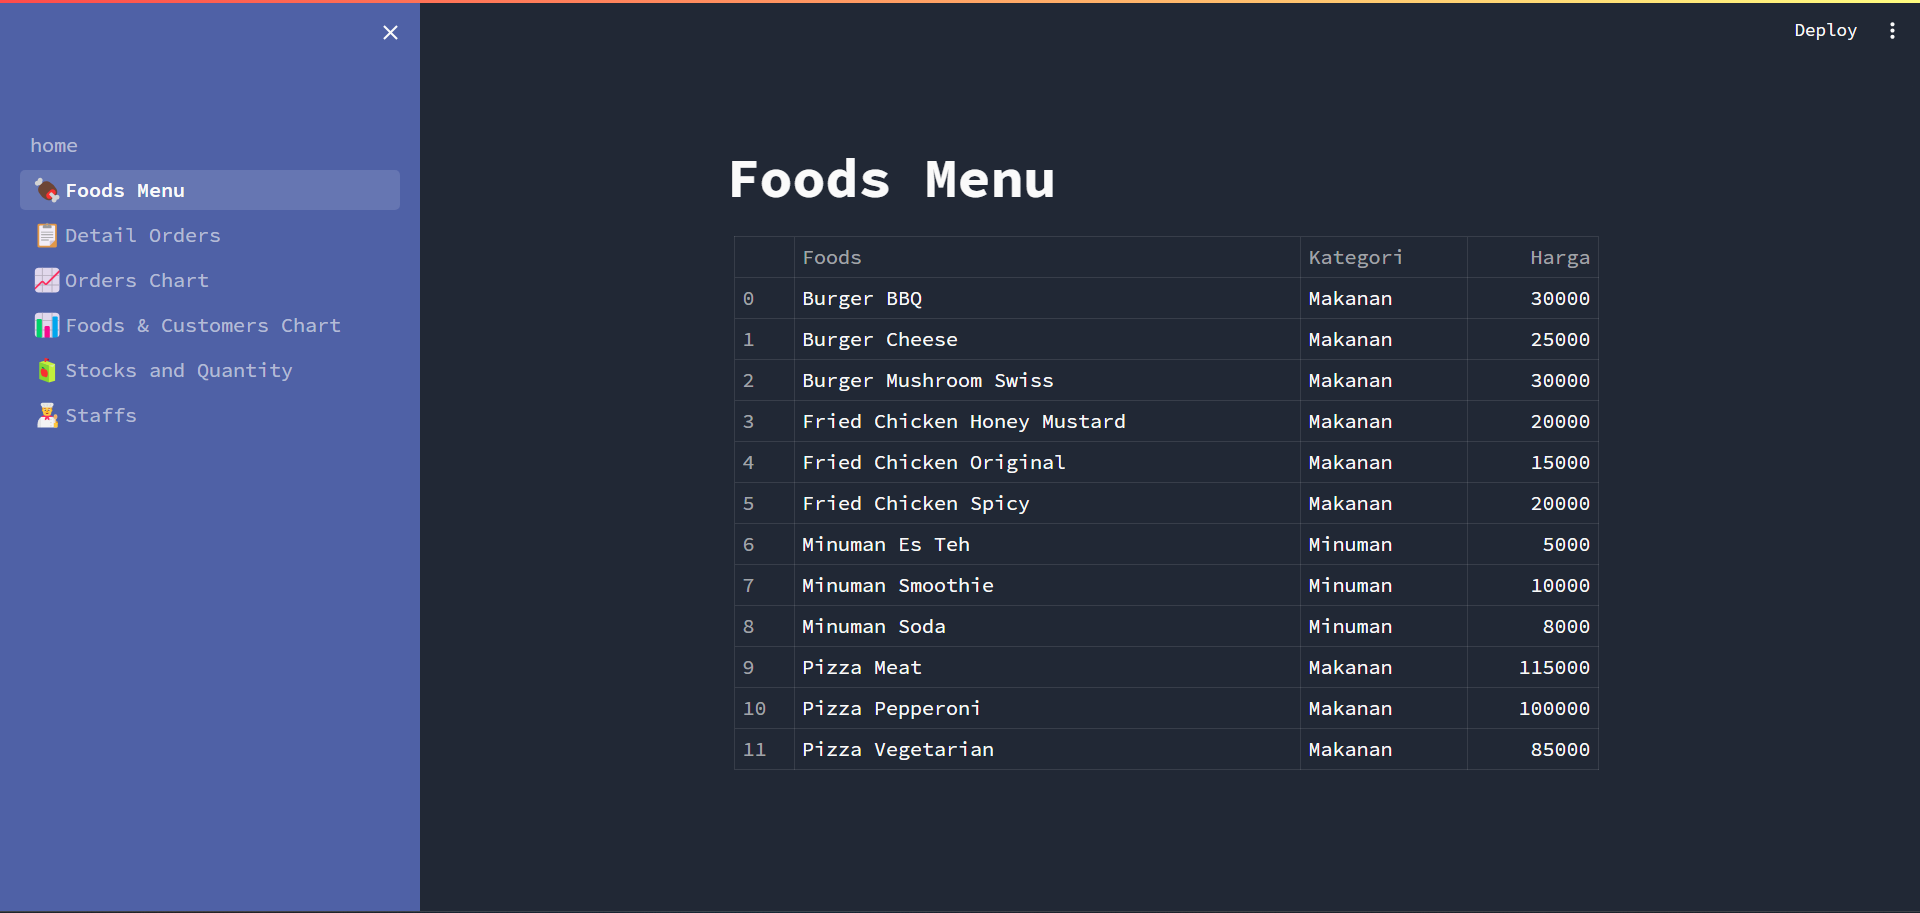 Deploy
home
Foods Menu
Detail Orders
Orders Chart
Foods & Customers Chart
Stocks and Quantity
Staffs
Foods Menu
Foods Kategori Harga
0 Burger BBQ Makanan 30000
1 Burger Cheese Makanan 25000
2 Burger Mushroom Swiss Makanan 30000
3 Fried Chicken Honey Mustard Makanan 20000
4 Fried Chicken Original Makanan 15000
5 Fried Chicken Spicy Makanan 20000
6 Minuman Es Teh Minuman 5000
7 Minuman Smoothie Minuman 10000
8 Minuman Soda Minuman 8000
9 Pizza Meat Makanan 115000
10 Pizza Pepperoni Makanan 100000
11 Pizza Vegetarian Makanan 85000